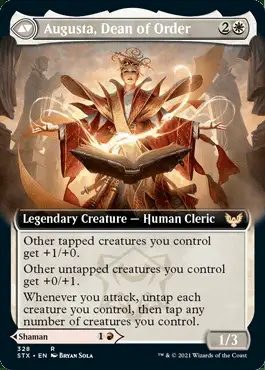 Augusta, Dean of Order 2
Legendary Creature — Human Cleric
Other tapped creatures you control
get +1/+0.
Other untapped creatures you control
get +0/+1.
Whenever you attack, untap each
creature you control, then tap any
number of creatures you control.
Shaman 1
1/3
328 R
STX • EN BRYAN SOLA
™ & © 2021 Wizards of the Coast